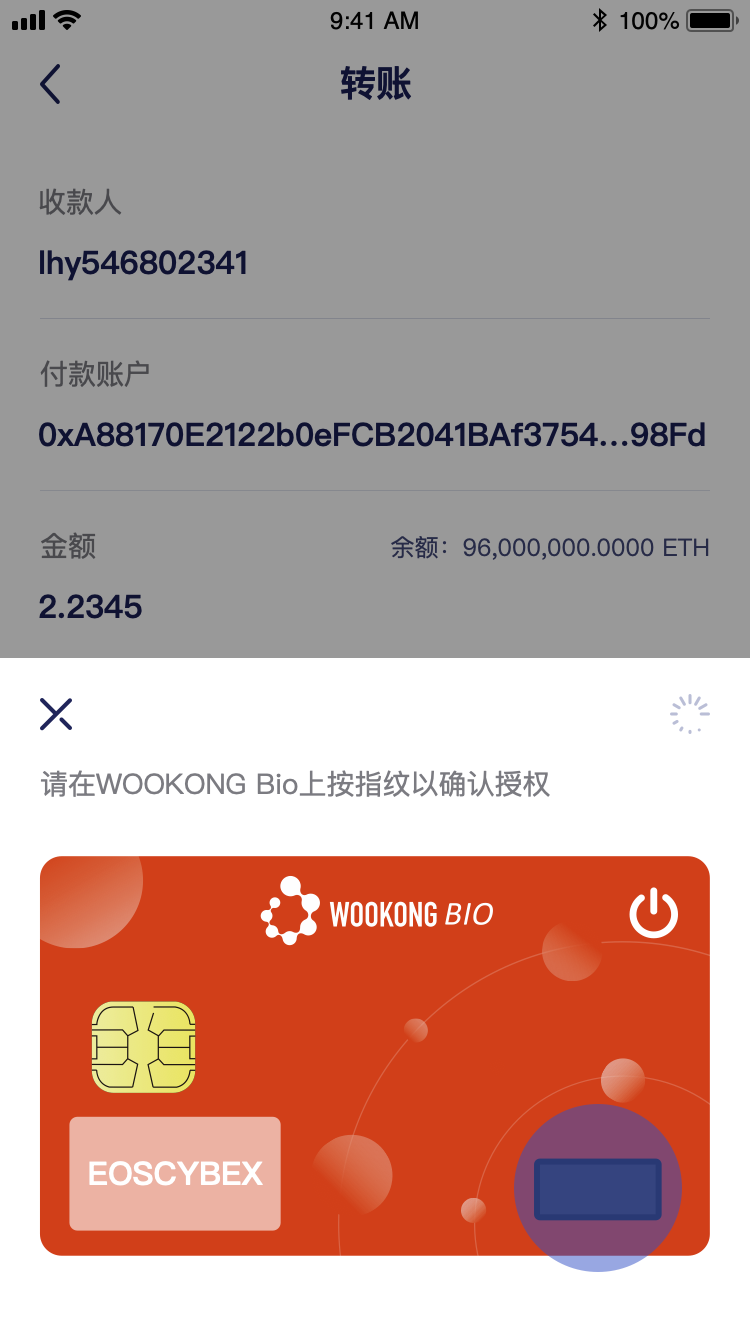 9:41 AM
100%
转账
收款人
lhy546802341
付款账户
0xA88170E2122b0eFCB2041BAf3754...98Fd
金额
余额：96,000,000.0000 ETH
2.2345
请在WOOKONG Bio上按指纹以确认授权
WOOKONG BIO
EOSCYBEX